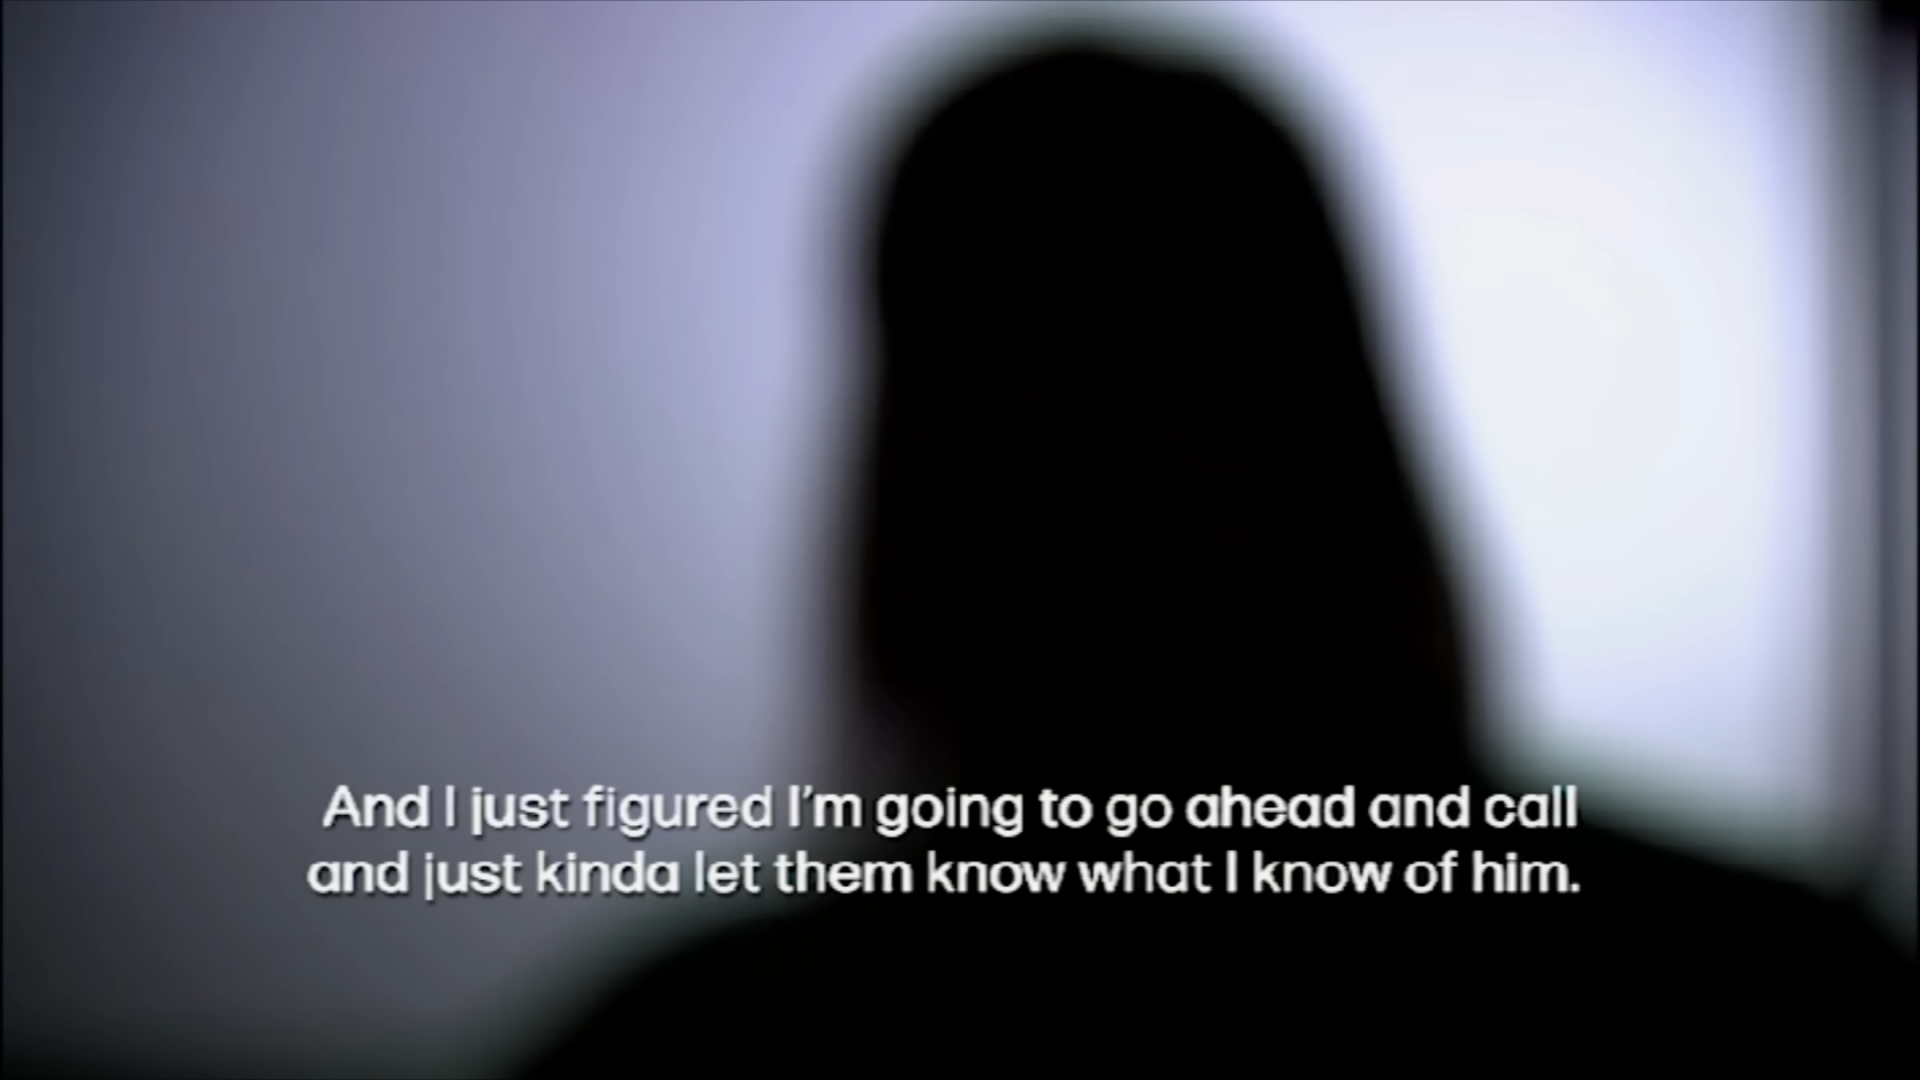 And I just figured I'm going to go ahead and call
and just kinda let them know what I know of him.